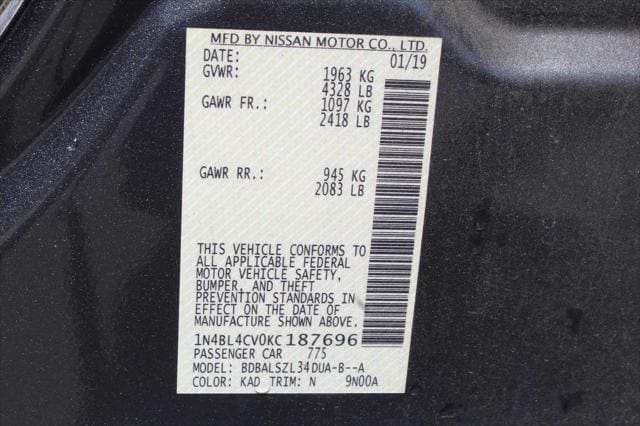 MFD BY NISSAN MOTOR CO., LTD.
DATE: 01/19
GVWR: 1963 KG
4328 LB
GAWR FR.: 1097 KG
2418 LB
GAWR RR.: 945 KG
2083 LB
THIS VEHICLE CONFORMS TO
ALL APPLICABLE FEDERAL
MOTOR VEHICLE SAFETY,
BUMPER, AND THEFT
PREVENTION STANDARDS IN
EFFECT ON THE DATE OF
MANUFACTURE SHOWN ABOVE.
1N4BL4CV0KC187696
PASSENGER CAR 775
MODEL: BDBALSZL34DUA-B--A
COLOR: KAD TRIM: N 9N00A